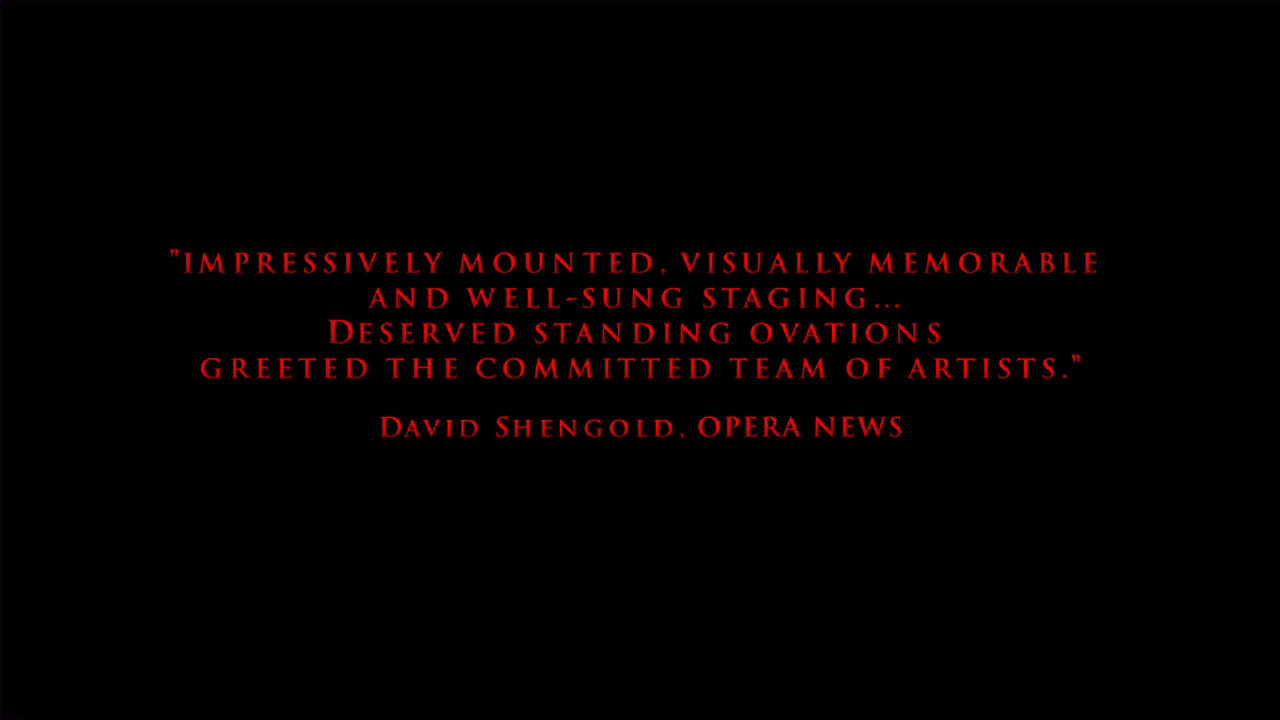 "IMPRESSIVELY MOUNTED, VISUALLY MEMORABLE
AND WELL-SUNG STAGING...
DESERVED STANDING OVATIONS
GREETED THE COMMITTED TEAM OF ARTISTS."
DAVID SHENGOLD, OPERA NEWS